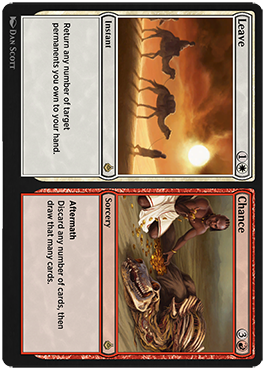 Leave
1
Instant
Return any number of target
permanents you own to your hand.
Chance
3
Sorcery
Aftermath
Discard any number of cards, then
draw that many cards.
DAN SCOTT